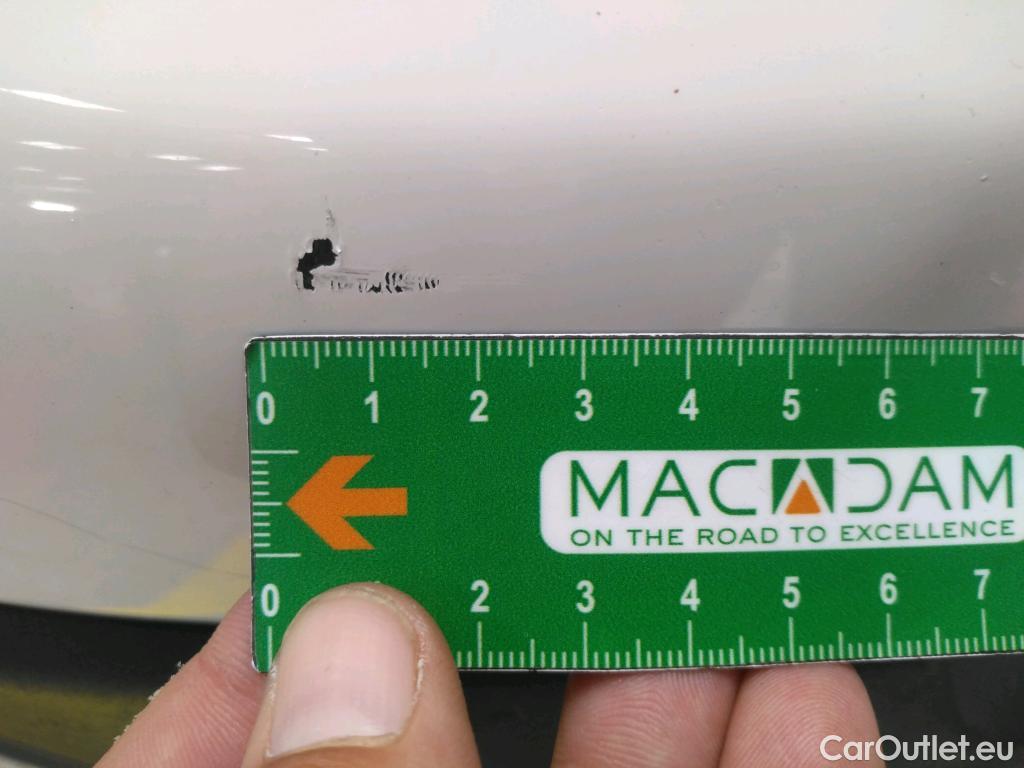 0 1 2 3 4 5 6 7
MACADAM
ON THE ROAD TO EXCELLENCE
0 2 3 4 5 6 7
CarOutlet.eu